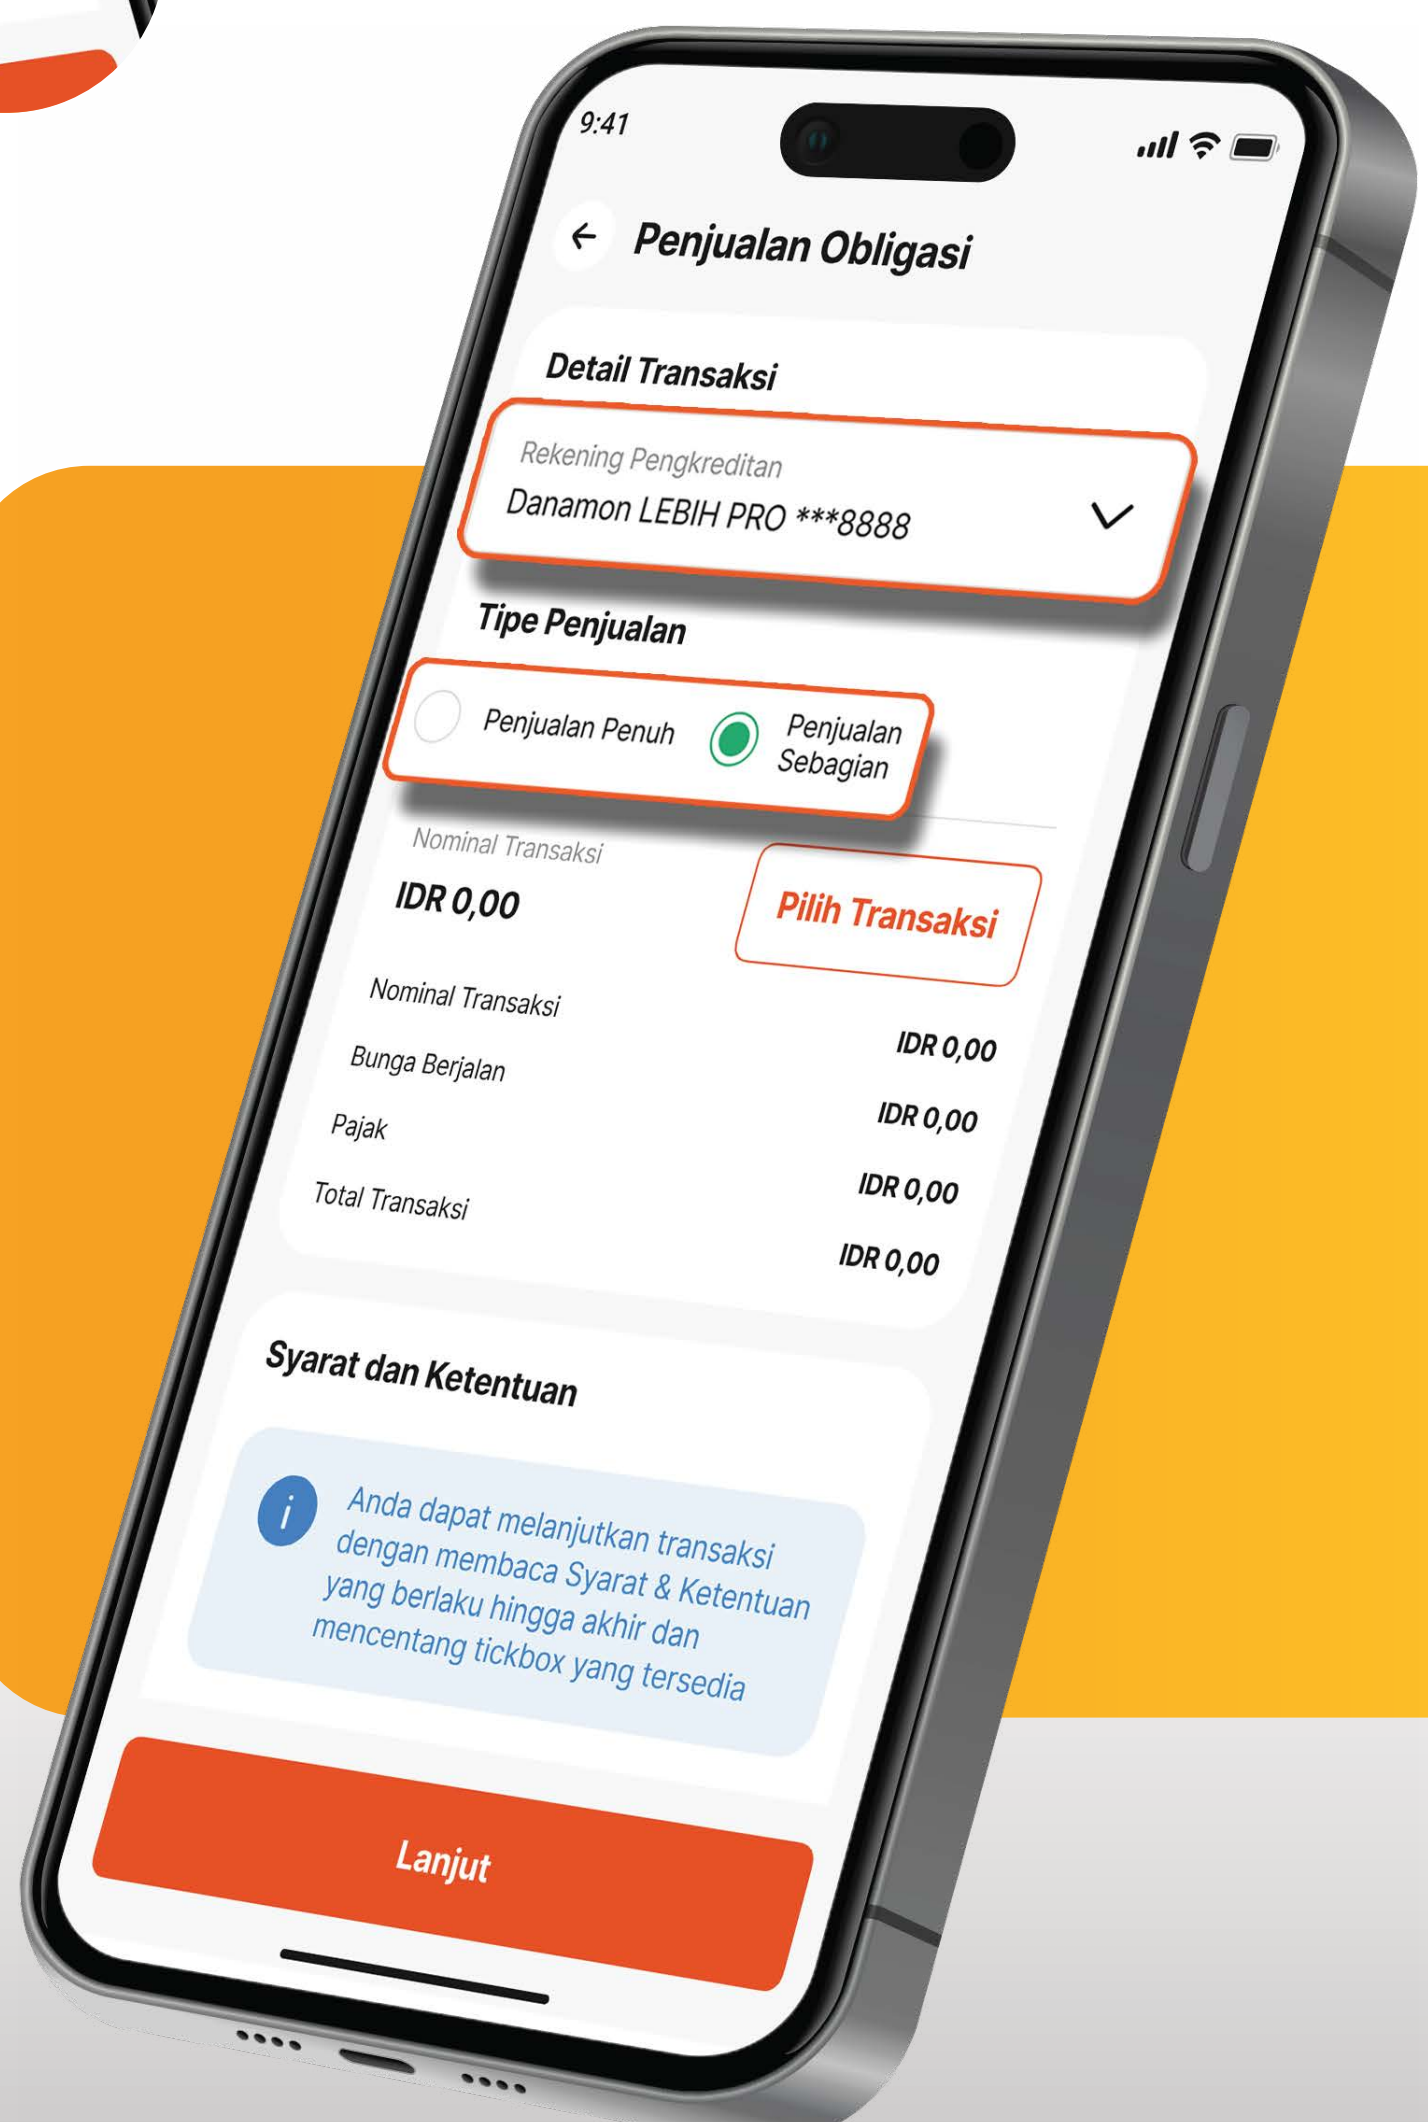 9:41
Penjualan Obligasi
Detail Transaksi
Rekening Pengkreditan
Danamon LEBIH PRO ***8888
Tipe Penjualan
Penjualan Penuh
Penjualan
Sebagian
Nominal Transaksi
IDR 0,00
Pilih Transaksi
Nominal Transaksi IDR 0,00
Bunga Berjalan IDR 0,00
Pajak IDR 0,00
Total Transaksi IDR 0,00
Syarat dan Ketentuan
Anda dapat melanjutkan transaksi
dengan membaca Syarat & Ketentuan
yang berlaku hingga akhir dan
mencentang tickbox yang tersedia
Lanjut